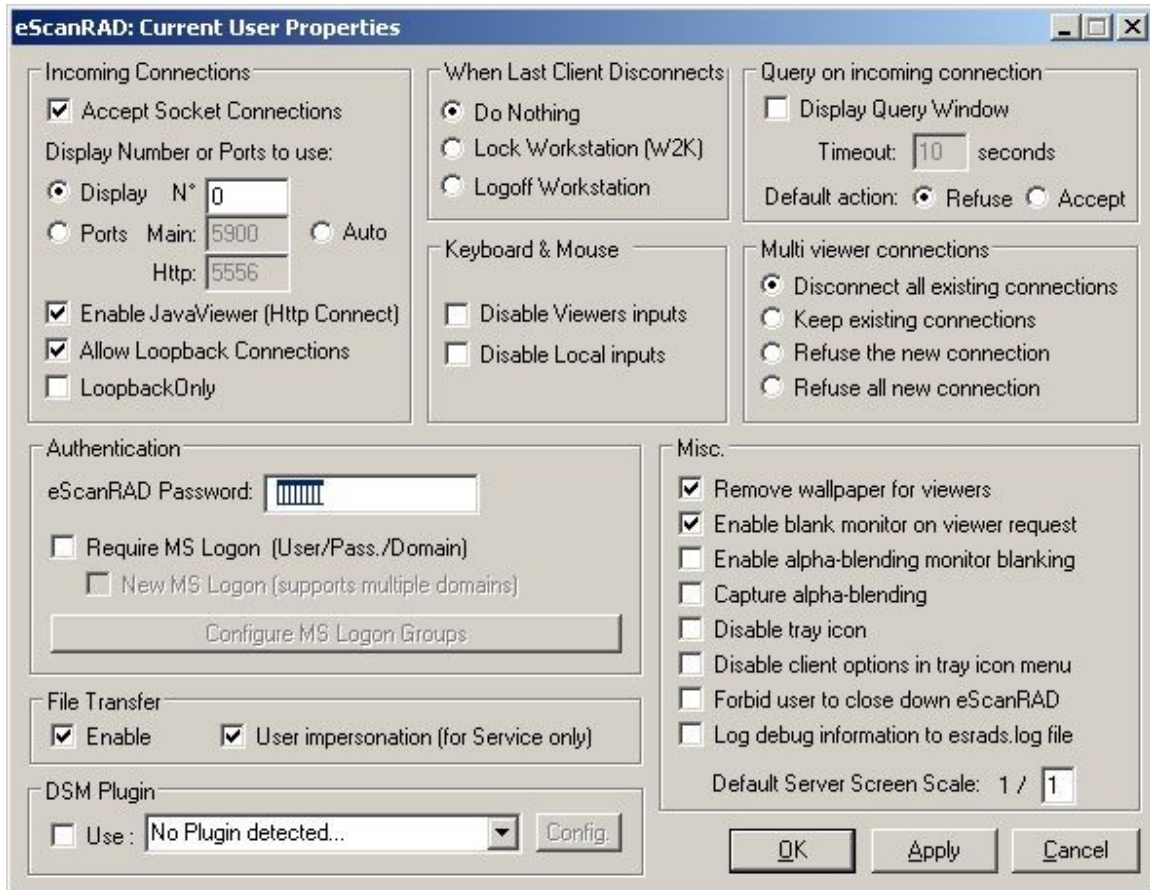 eScanRAD: Current User Properties
Incoming Connections
Accept Socket Connections
Display Number or Ports to use:
Display N° 0
Ports Main: 5900 Auto
Http: 5556
Enable JavaViewer (Http Connect)
Allow Loopback Connections
LoopbackOnly
When Last Client Disconnects
Do Nothing
Lock Workstation (W2K)
Logoff Workstation
Query on incoming connection
Display Query Window
Timeout: 10 seconds
Default action: Refuse Accept
Keyboard & Mouse
Disable Viewers inputs
Disable Local inputs
Multi viewer connections
Disconnect all existing connections
Keep existing connections
Refuse the new connection
Refuse all new connection
Authentication
eScanRAD Password:
Require MS Logon (User/Pass./Domain)
New MS Logon (supports multiple domains)
Configure MS Logon Groups
File Transfer
Enable User impersonation (for Service only)
DSM Plugin
Use : No Plugin detected... Config.
Misc.
Remove wallpaper for viewers
Enable blank monitor on viewer request
Enable alpha-blending monitor blanking
Capture alpha-blending
Disable tray icon
Disable client options in tray icon menu
Forbid user to close down eScanRAD
Log debug information to esrads.log file
Default Server Screen Scale: 1 / 1
OK Apply Cancel